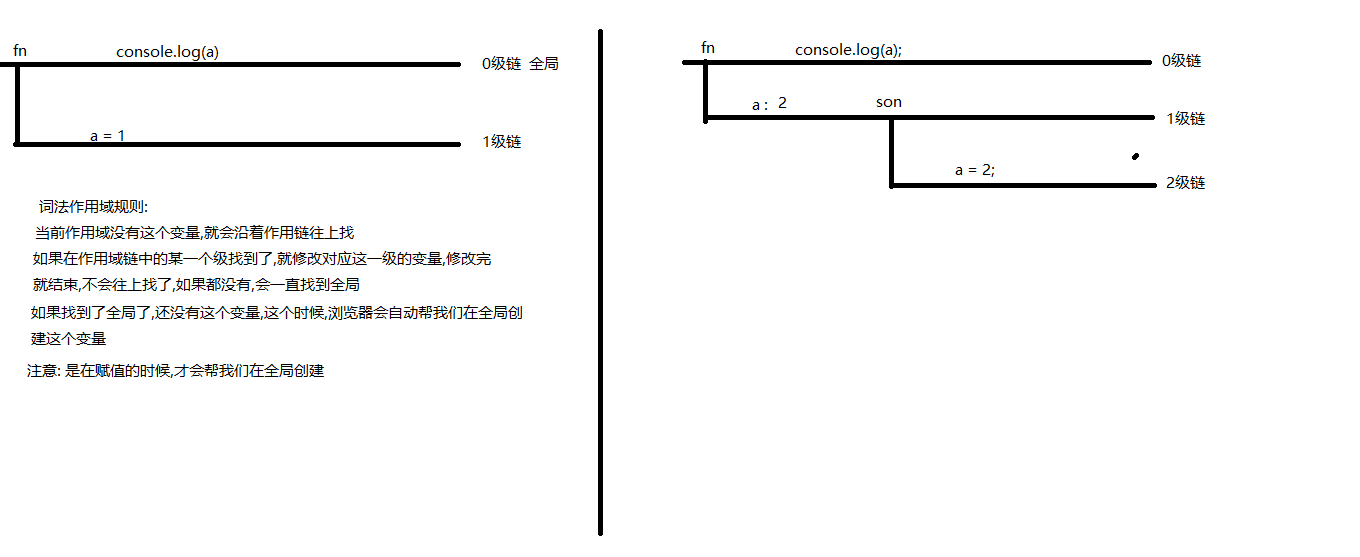 fn console.log(a)
0级链 全局
a = 1
1级链
词法作用域规则:
当前作用域没有这个变量,就会沿着作用链往上找
如果在作用域链中的某一个级找到了,就修改对应这一级的变量,修改完
就结束,不会往上找了,如果都没有,会一直找到全局
如果找到了全局了,还没有这个变量,这个时候,浏览器会自动帮我们在全局创
建这个变量
注意: 是在赋值的时候,才会帮我们在全局创建
fn console.log(a);
0级链
a : 2 son
1级链
a = 2;
2级链